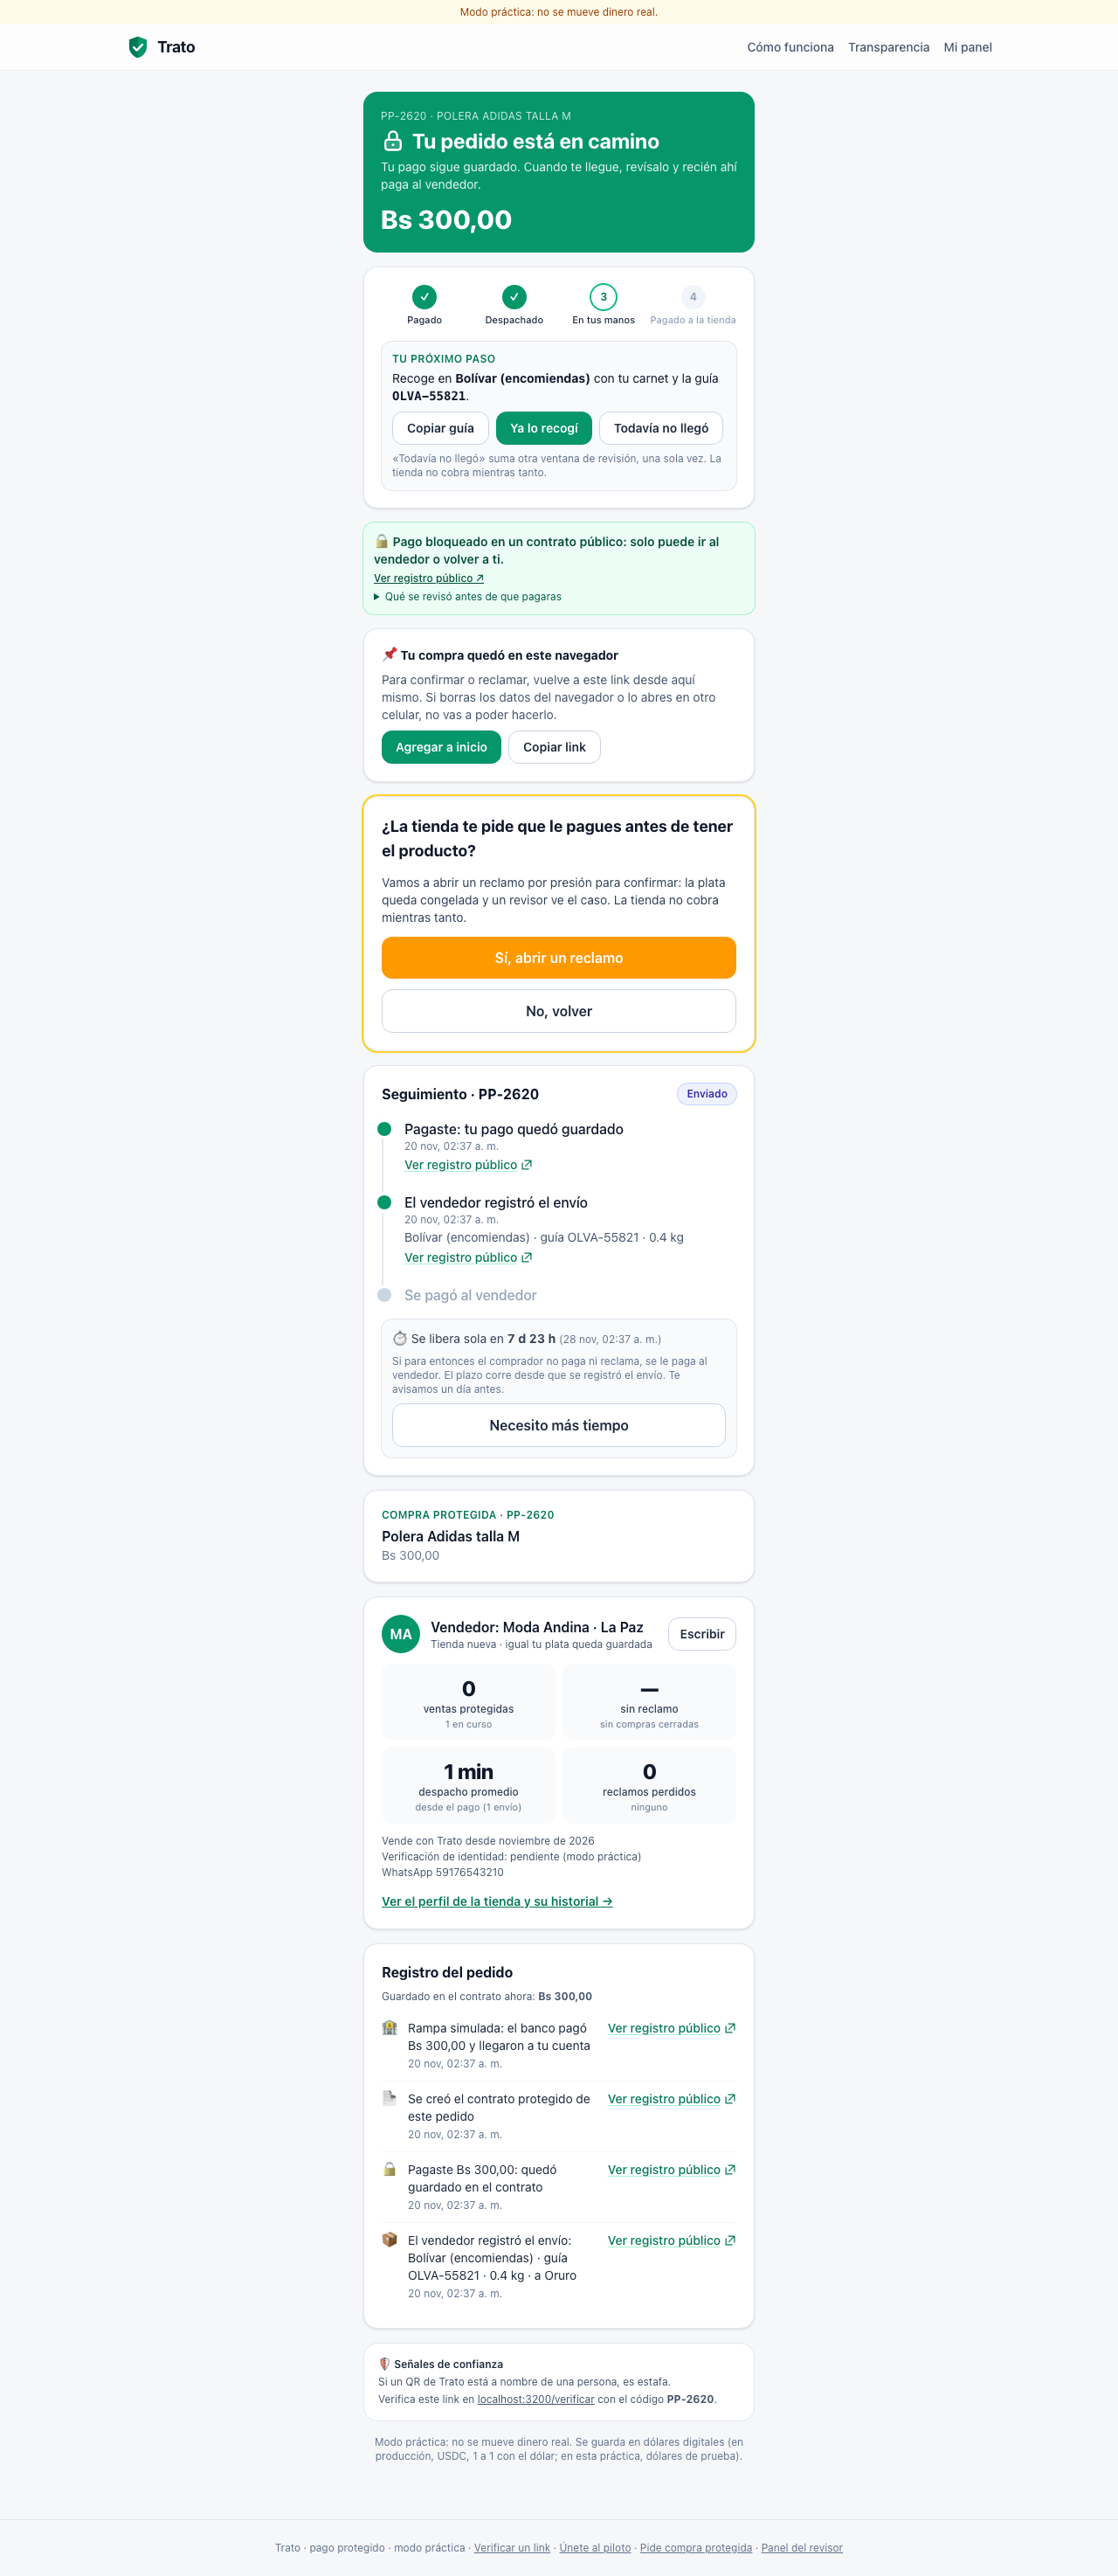 Modo práctica: no se mueve dinero real.
Trato
Cómo funciona
Transparencia
Mi panel
PP-2620 · POLERA ADIDAS TALLA M
Tu pedido está en camino
Tu pago sigue guardado. Cuando te llegue, revísalo y recién ahí
paga al vendedor.
Bs 300,00
3
4
Pagado
Despachado
En tus manos
Pagado a la tienda
TU PRÓXIMO PASO
Recoge en Bolívar (encomiendas) con tu carnet y la guía
OLVA-55821.
Copiar guía
Ya lo recogí
Todavía no llegó
«Todavía no llegó» suma otra ventana de revisión, una sola vez. La
tienda no cobra mientras tanto.
Pago bloqueado en un contrato público: solo puede ir al
vendedor o volver a ti.
Ver registro público ↗
Qué se revisó antes de que pagaras
Tu compra quedó en este navegador
Para confirmar o reclamar, vuelve a este link desde aquí
mismo. Si borras los datos del navegador o lo abres en otro
celular, no vas a poder hacerlo.
Agregar a inicio
Copiar link
¿La tienda te pide que le pagues antes de tener
el producto?
Vamos a abrir un reclamo por presión para confirmar: la plata
queda congelada y un revisor ve el caso. La tienda no cobra
mientras tanto.
Sí, abrir un reclamo
No, volver
Seguimiento · PP-2620
Enviado
Pagaste: tu pago quedó guardado
20 nov, 02:37 a. m.
Ver registro público
El vendedor registró el envío
20 nov, 02:37 a. m.
Bolívar (encomiendas) · guía OLVA-55821 · 0.4 kg
Ver registro público
Se pagó al vendedor
Se libera sola en 7 d 23 h (28 nov, 02:37 a. m.)
Si para entonces el comprador no paga ni reclama, se le paga al
vendedor. El plazo corre desde que se registró el envío. Te
avisamos un día antes.
Necesito más tiempo
COMPRA PROTEGIDA · PP-2620
Polera Adidas talla M
Bs 300,00
MA
Vendedor: Moda Andina · La Paz
Tienda nueva · igual tu plata queda guardada
Escribir
0
ventas protegidas
1 en curso
—
sin reclamo
sin compras cerradas
1 min
despacho promedio
desde el pago (1 envío)
0
reclamos perdidos
ninguno
Vende con Trato desde noviembre de 2026
Verificación de identidad: pendiente (modo práctica)
WhatsApp 59176543210
Ver el perfil de la tienda y su historial →
Registro del pedido
Guardado en el contrato ahora: Bs 300,00
Rampa simulada: el banco pagó
Bs 300,00 y llegaron a tu cuenta
20 nov, 02:37 a. m.
Ver registro público
Se creó el contrato protegido de
este pedido
20 nov, 02:37 a. m.
Ver registro público
Pagaste Bs 300,00: quedó
guardado en el contrato
20 nov, 02:37 a. m.
Ver registro público
El vendedor registró el envío:
Bolívar (encomiendas) · guía
OLVA-55821 · 0.4 kg · a Oruro
20 nov, 02:37 a. m.
Ver registro público
Señales de confianza
Si un QR de Trato está a nombre de una persona, es estafa.
Verifica este link en localhost:3200/verificar con el código PP-2620.
Modo práctica: no se mueve dinero real. Se guarda en dólares digitales (en
producción, USDC, 1 a 1 con el dólar; en esta práctica, dólares de prueba).
Trato · pago protegido · modo práctica · Verificar un link · Únete al piloto · Pide compra protegida · Panel del revisor